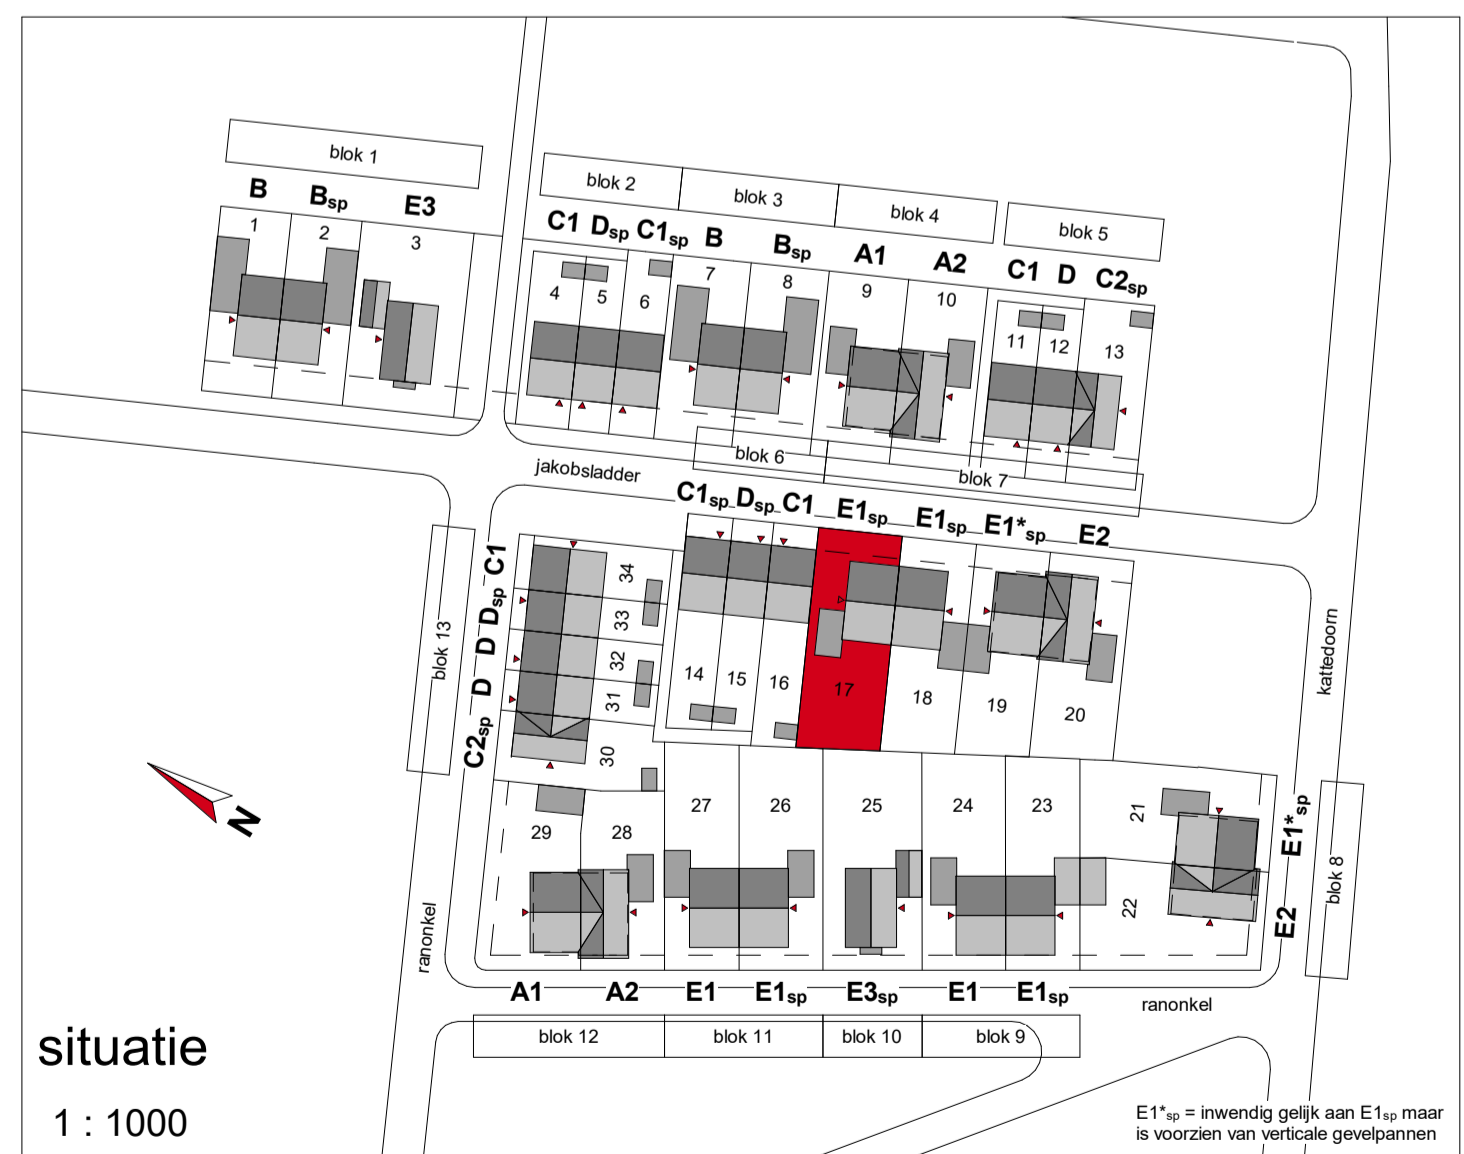 blok 1
B Bsp E3
1 2 3
blok 2 blok 3 blok 4 blok 5
C1 Dsp C1sp B Bsp A1 A2 C1 D C2sp
4 5 6 7 8 9 10 11 12 13
jakobsladder
blok 6 blok 7
C1sp Dsp C1 E1sp E1sp E1*sp E2
14 15 16 17 18 19 20
blok 13
C2sp D D Dsp C1
34
33
32
31
30
kattedoorn
N
29 28 27 26 25 24 23 21
22
E1*sp
E2
blok 8
ranonkel
A1 A2 E1 E1sp E3sp E1 E1sp
ranonkel
blok 12 blok 11 blok 10 blok 9
situatie
1 : 1000
E1*sp = inwendig gelijk aan E1sp maar
is voorzien van verticale gevelpannen